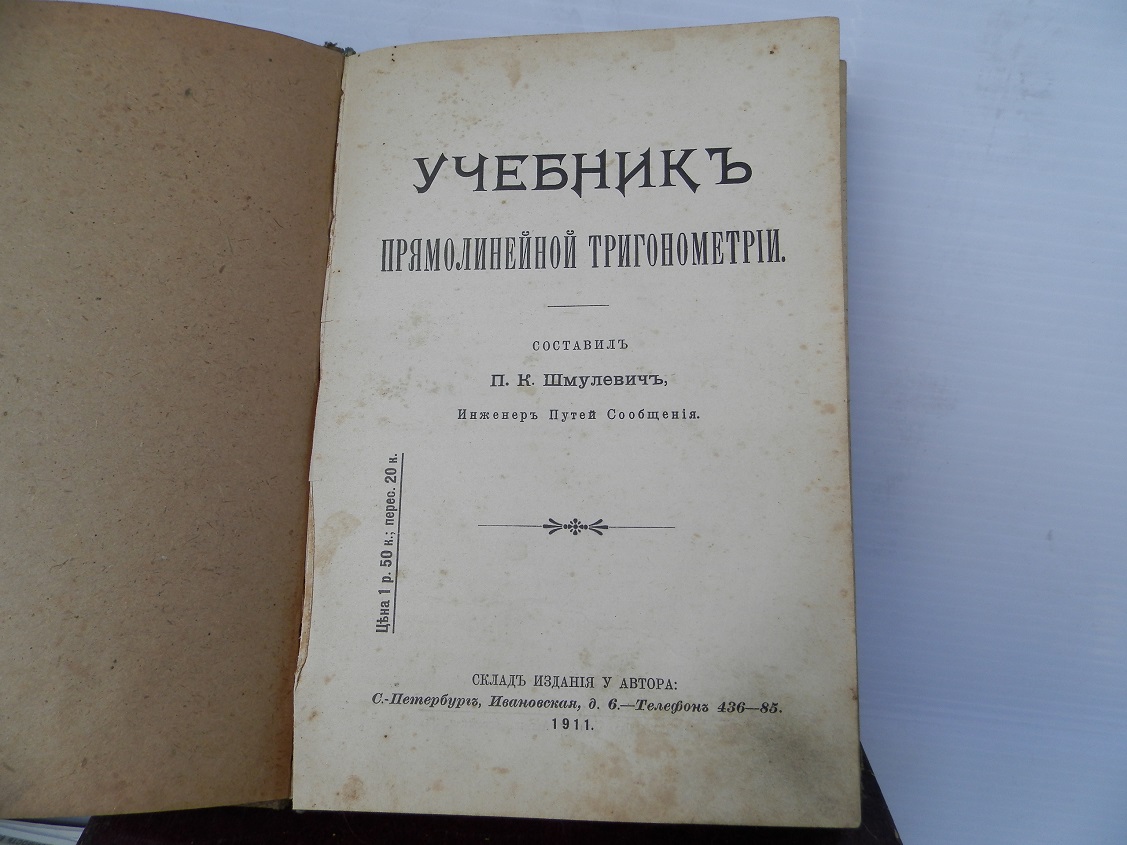 УЧЕБНИКЪ
ПРЯМОЛИНЕЙНОЙ ТРИГОНОМЕТРІИ.
СОСТАВИЛЪ
П. К. Шмулевичъ,
Инженеръ Путей Сообщенія.
Цѣна 1 р. 50 к.; перес. 20 к.
СКЛАДЪ ИЗДАНІЯ У АВТОРА:
С.-Петербургъ, Ивановская, д. 6.—Телефонъ 436—85.
1911.